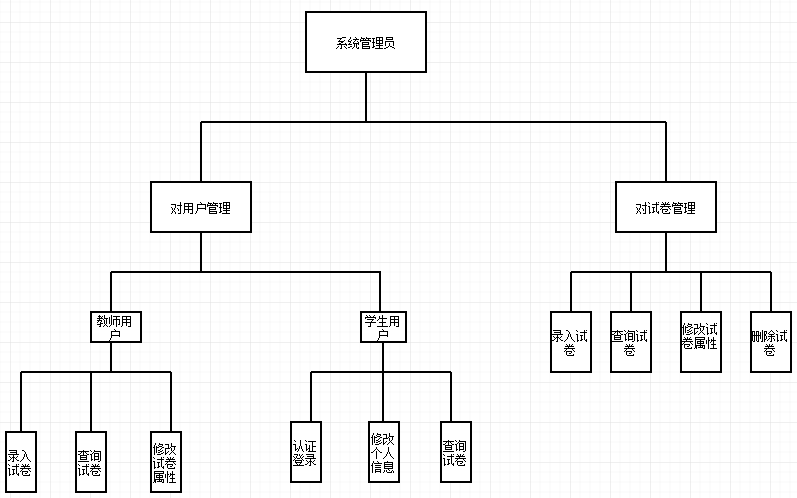 系统管理员
对用户管理
对试卷管理
教师用
户
学生用
户
录入试
卷
查询试
卷
修改试
卷属性
删除试
卷
录入
试卷
查询
试卷
修改
试卷
属性
认证
登录
修改
个人
信息
查询
试卷